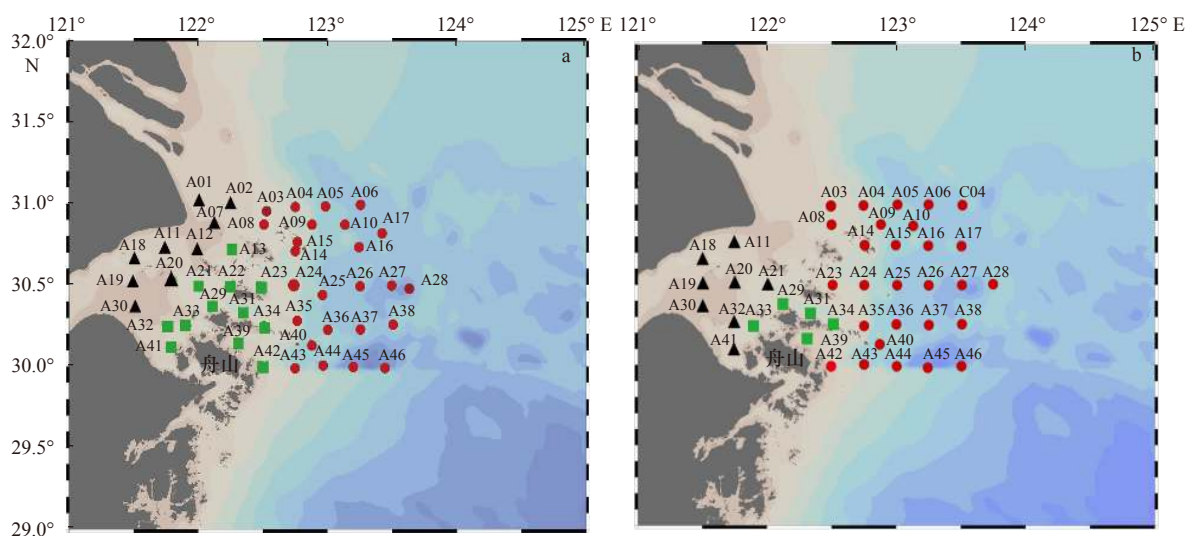 121° 122° 123° 124° 125° E 121° 122° 123° 124° 125° E
32.0°
N
a
b
31.5°
31.0°
30.5°
30.0°
29.5°
29.0°
A01
A02
A03 A04 A05 A06
A07
A08 A09 A10 A17
A11 A12
A13
A15 A16
A14
A18
A20
A19 A21 A22 A23 A24 A26 A27 A28
A25
A29
A30 A31
A32 A33 A34 A35
A36 A37 A38
A39 A40
A41
舟山
A42 A43 A44 A45 A46
A03 A04 A05 A06 C04
A08 A09 A10
A11
A14 A15 A16 A17
A18
A20 A21
A19 A23 A24 A25 A26 A27 A28
A29
A30 A31
A32 A33 A34 A35 A36 A37 A38
A39 A40
A41
舟山
A42 A43 A44 A45 A46